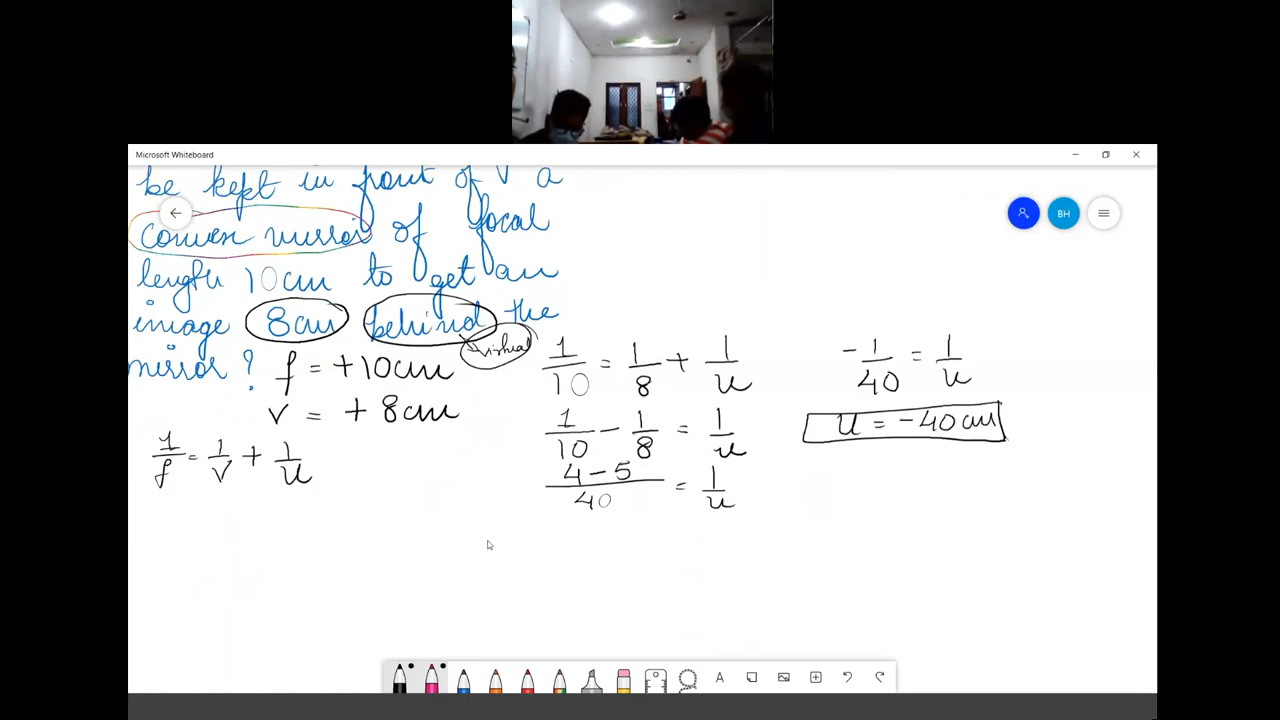 Microsoft Whiteboard
BH
be kept in front of a
convex mirror of focal
length 10cm to get an
image 8cm behind the
mirror?
virtual
f = +10cm
v = +8cm
1/f = 1/v + 1/u
1/10 = 1/8 + 1/u
1/10 - 1/8 = 1/u
4-5/40 = 1/u
-1/40 = 1/u
u = -40cm
A